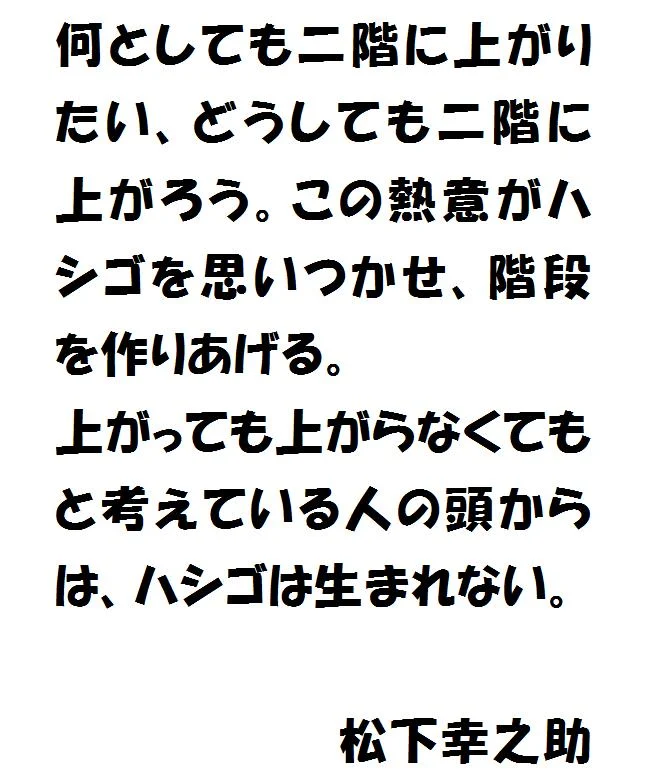 何としても二階に上がり
たい、どうしても二階に
上がろう。この熱意がハ
シゴを思いつかせ、階段
を作りあげる。
上がっても上がらなくても
と考えている人の頭から
は、ハシゴは生まれない。
松下幸之助